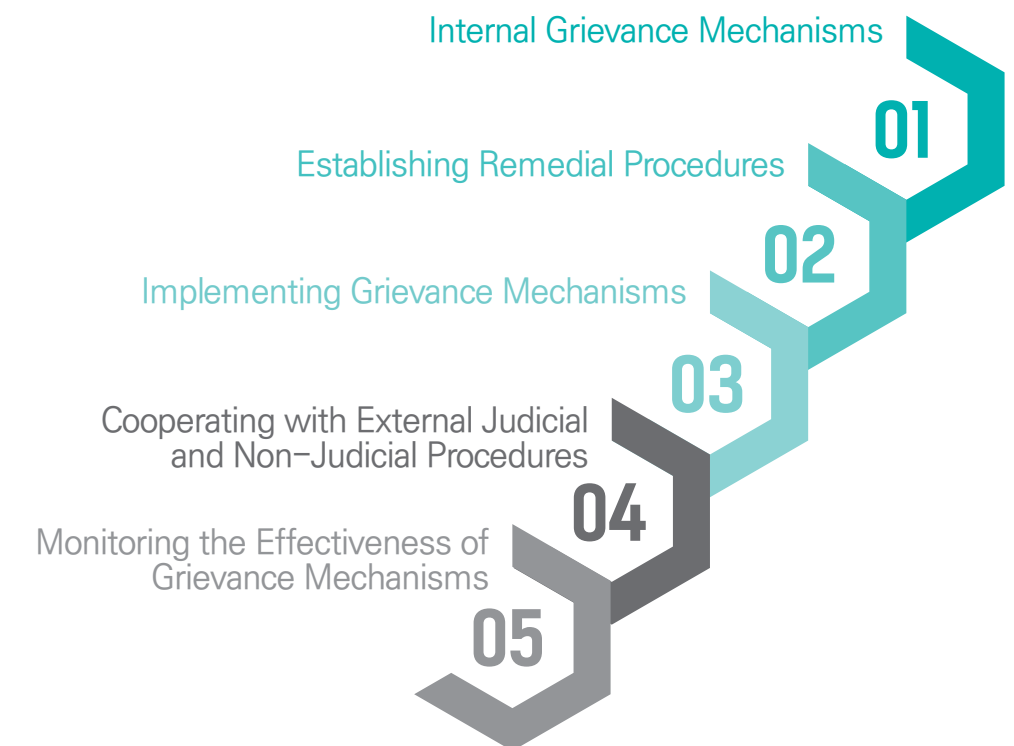 Internal Grievance Mechanisms
01
Establishing Remedial Procedures
02
Implementing Grievance Mechanisms
03
Cooperating with External Judicial
and Non-Judicial Procedures
04
Monitoring the Effectiveness of
Grievance Mechanisms
05